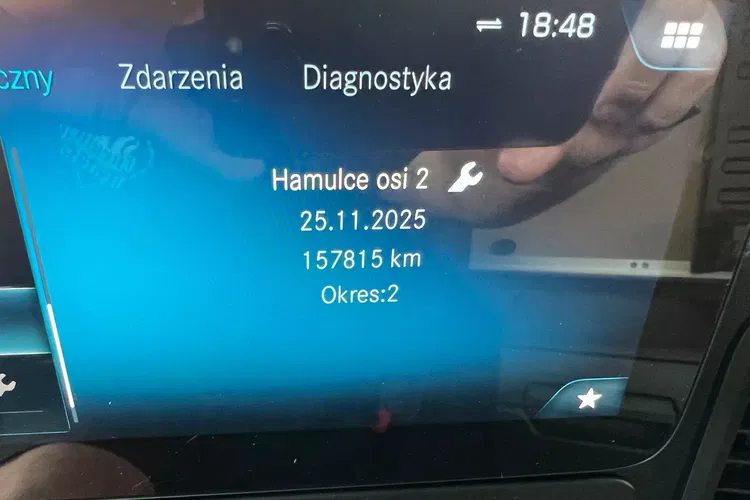 18:48
czny Zdarzenia Diagnostyka
Hamulce osi 2
25.11.2025
157815 km
Okres:2